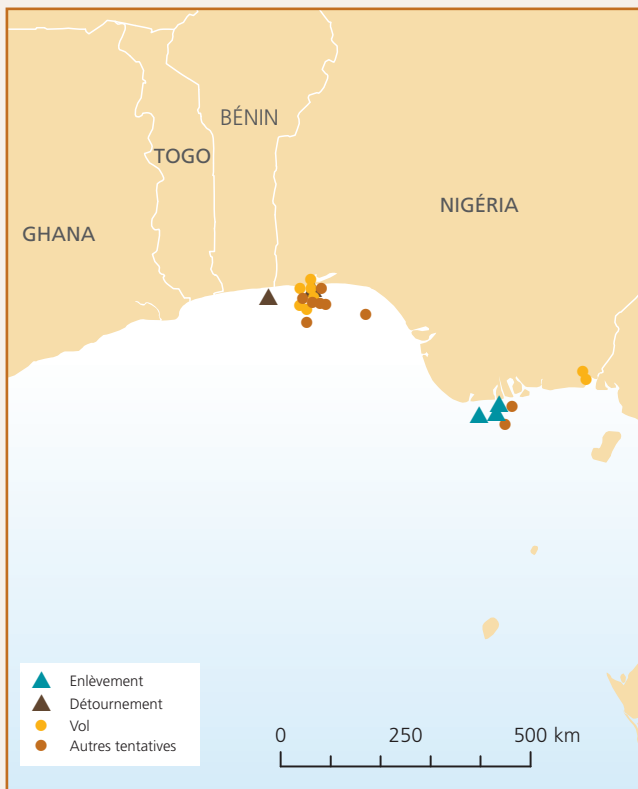 BÉNIN
TOGO
NIGÉRIA
GHANA
Enlèvement
Détournement
Vol
Autres tentatives
0 250 500 km